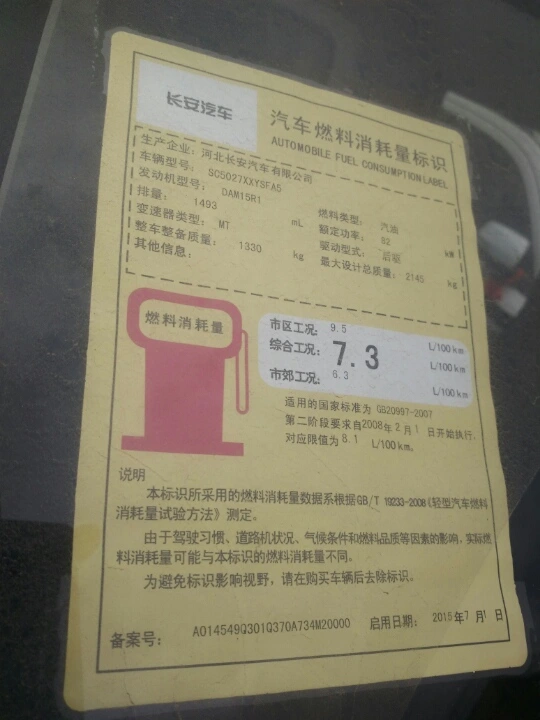 长安汽车
汽车燃料消耗量标识
AUTOMOBILE FUEL CONSUMPTION LABEL
生产企业：河北长安汽车有限公司
车辆型号：SC5027XXYSFA5
发动机型号：DAM15R1
排量：1493 mL 燃料类型：汽油
变速器类型：MT 额定功率：82 kW
整车整备质量：1330 kg 驱动型式：后驱
其他信息： 最大设计总质量：2145 kg
燃料消耗量
市区工况：9.5 L/100 km
综合工况：7.3 L/100 km
市郊工况：6.3 L/100 km
适用的国家标准为 GB20997-2007
第二阶段要求自2008年2月1日开始执行，
对应限值为 8.1 L/100 km。
说明
本标识所采用的燃料消耗量数据系根据GB/T 19233-2008《轻型汽车燃料
消耗量试验方法》测定。
由于驾驶习惯、道路机状况、气候条件和燃料品质等因素的影响，实际燃
料消耗量可能与本标识的燃料消耗量不同。
为避免标识影响视野，请在购买车辆后去除标识。
备案号：A014549Q301Q370A734M20000 启用日期：2015年7月1日